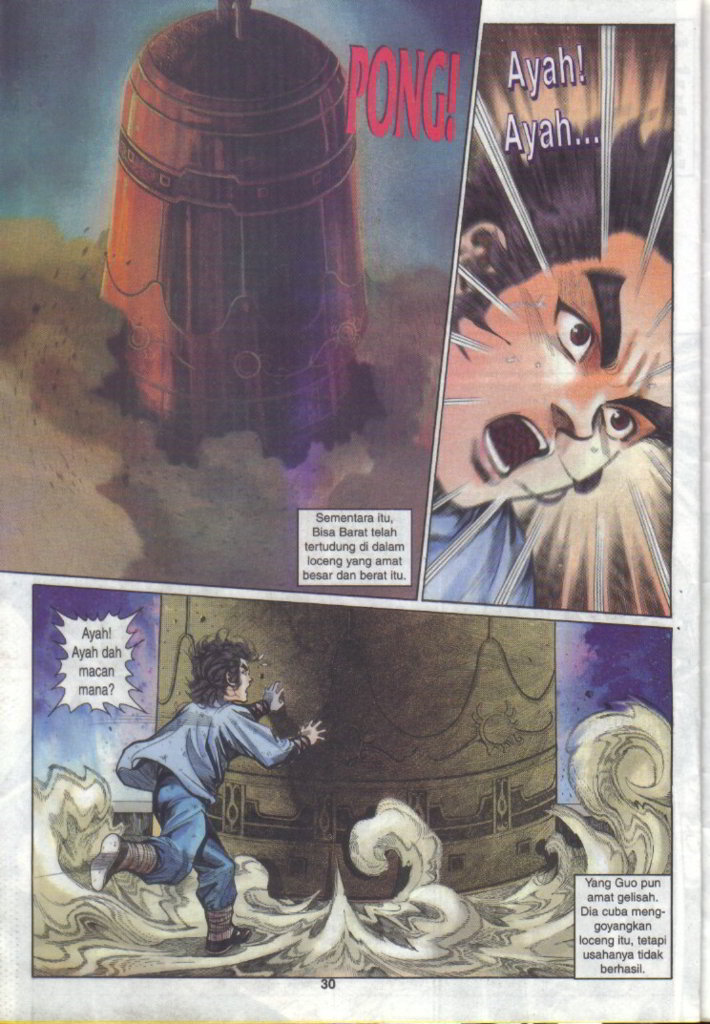 PONG!
Ayah!
Ayah...
Sementara itu,
Bisa Barat telah
tertudung di dalam
loceng yang amat
besar dan berat itu.
Ayah!
Ayah dah
macan
mana?
Yang Guo pun
amat gelisah.
Dia cuba meng-
goyangkan
loceng itu, tetapi
usahanya tidak
berhasil.
30